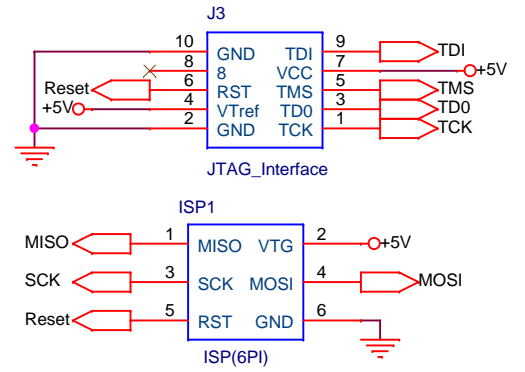 J3
10 GND TDI 9 TDI
8 8 VCC 7 +5V
Reset 6 RST TMS 5 TMS
+5V 4 VTref TD0 3 TD0
2 GND TCK 1 TCK
JTAG_Interface
ISP1
MISO 1 MISO VTG 2 +5V
SCK 3 SCK MOSI 4 MOSI
Reset 5 RST GND 6
ISP(6PI)